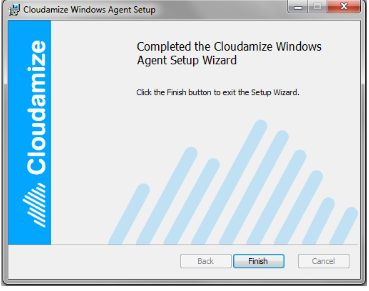 Cloudamize Windows Agent Setup
Cloudamize
Completed the Cloudamize Windows
Agent Setup Wizard
Click the Finish button to exit the Setup Wizard.
Back
Finish
Cancel